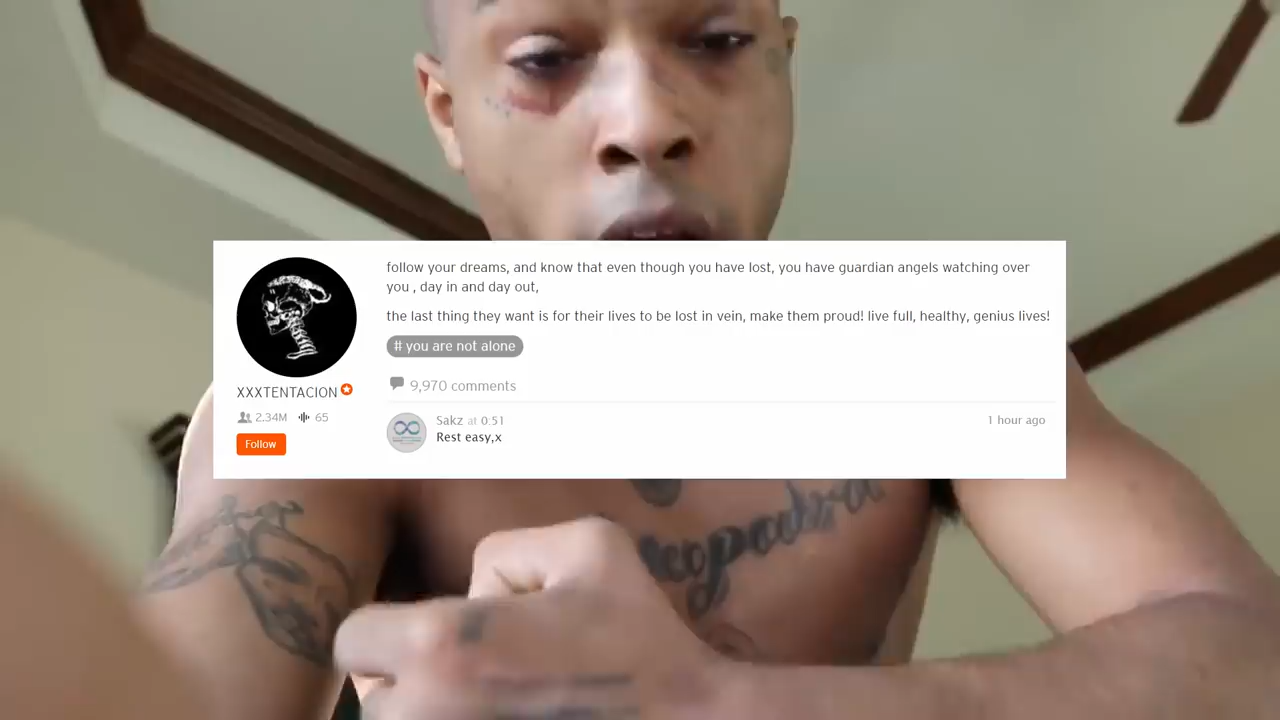 follow your dreams, and know that even though you have lost, you have guardian angels watching over
you , day in and day out,
the last thing they want is for their lives to be lost in vein, make them proud! live full, healthy, genius lives!
# you are not alone
9,970 comments
XXXTENTACION
2.34M 65
Follow
Sakz at 0:51
1 hour ago
Rest easy,x